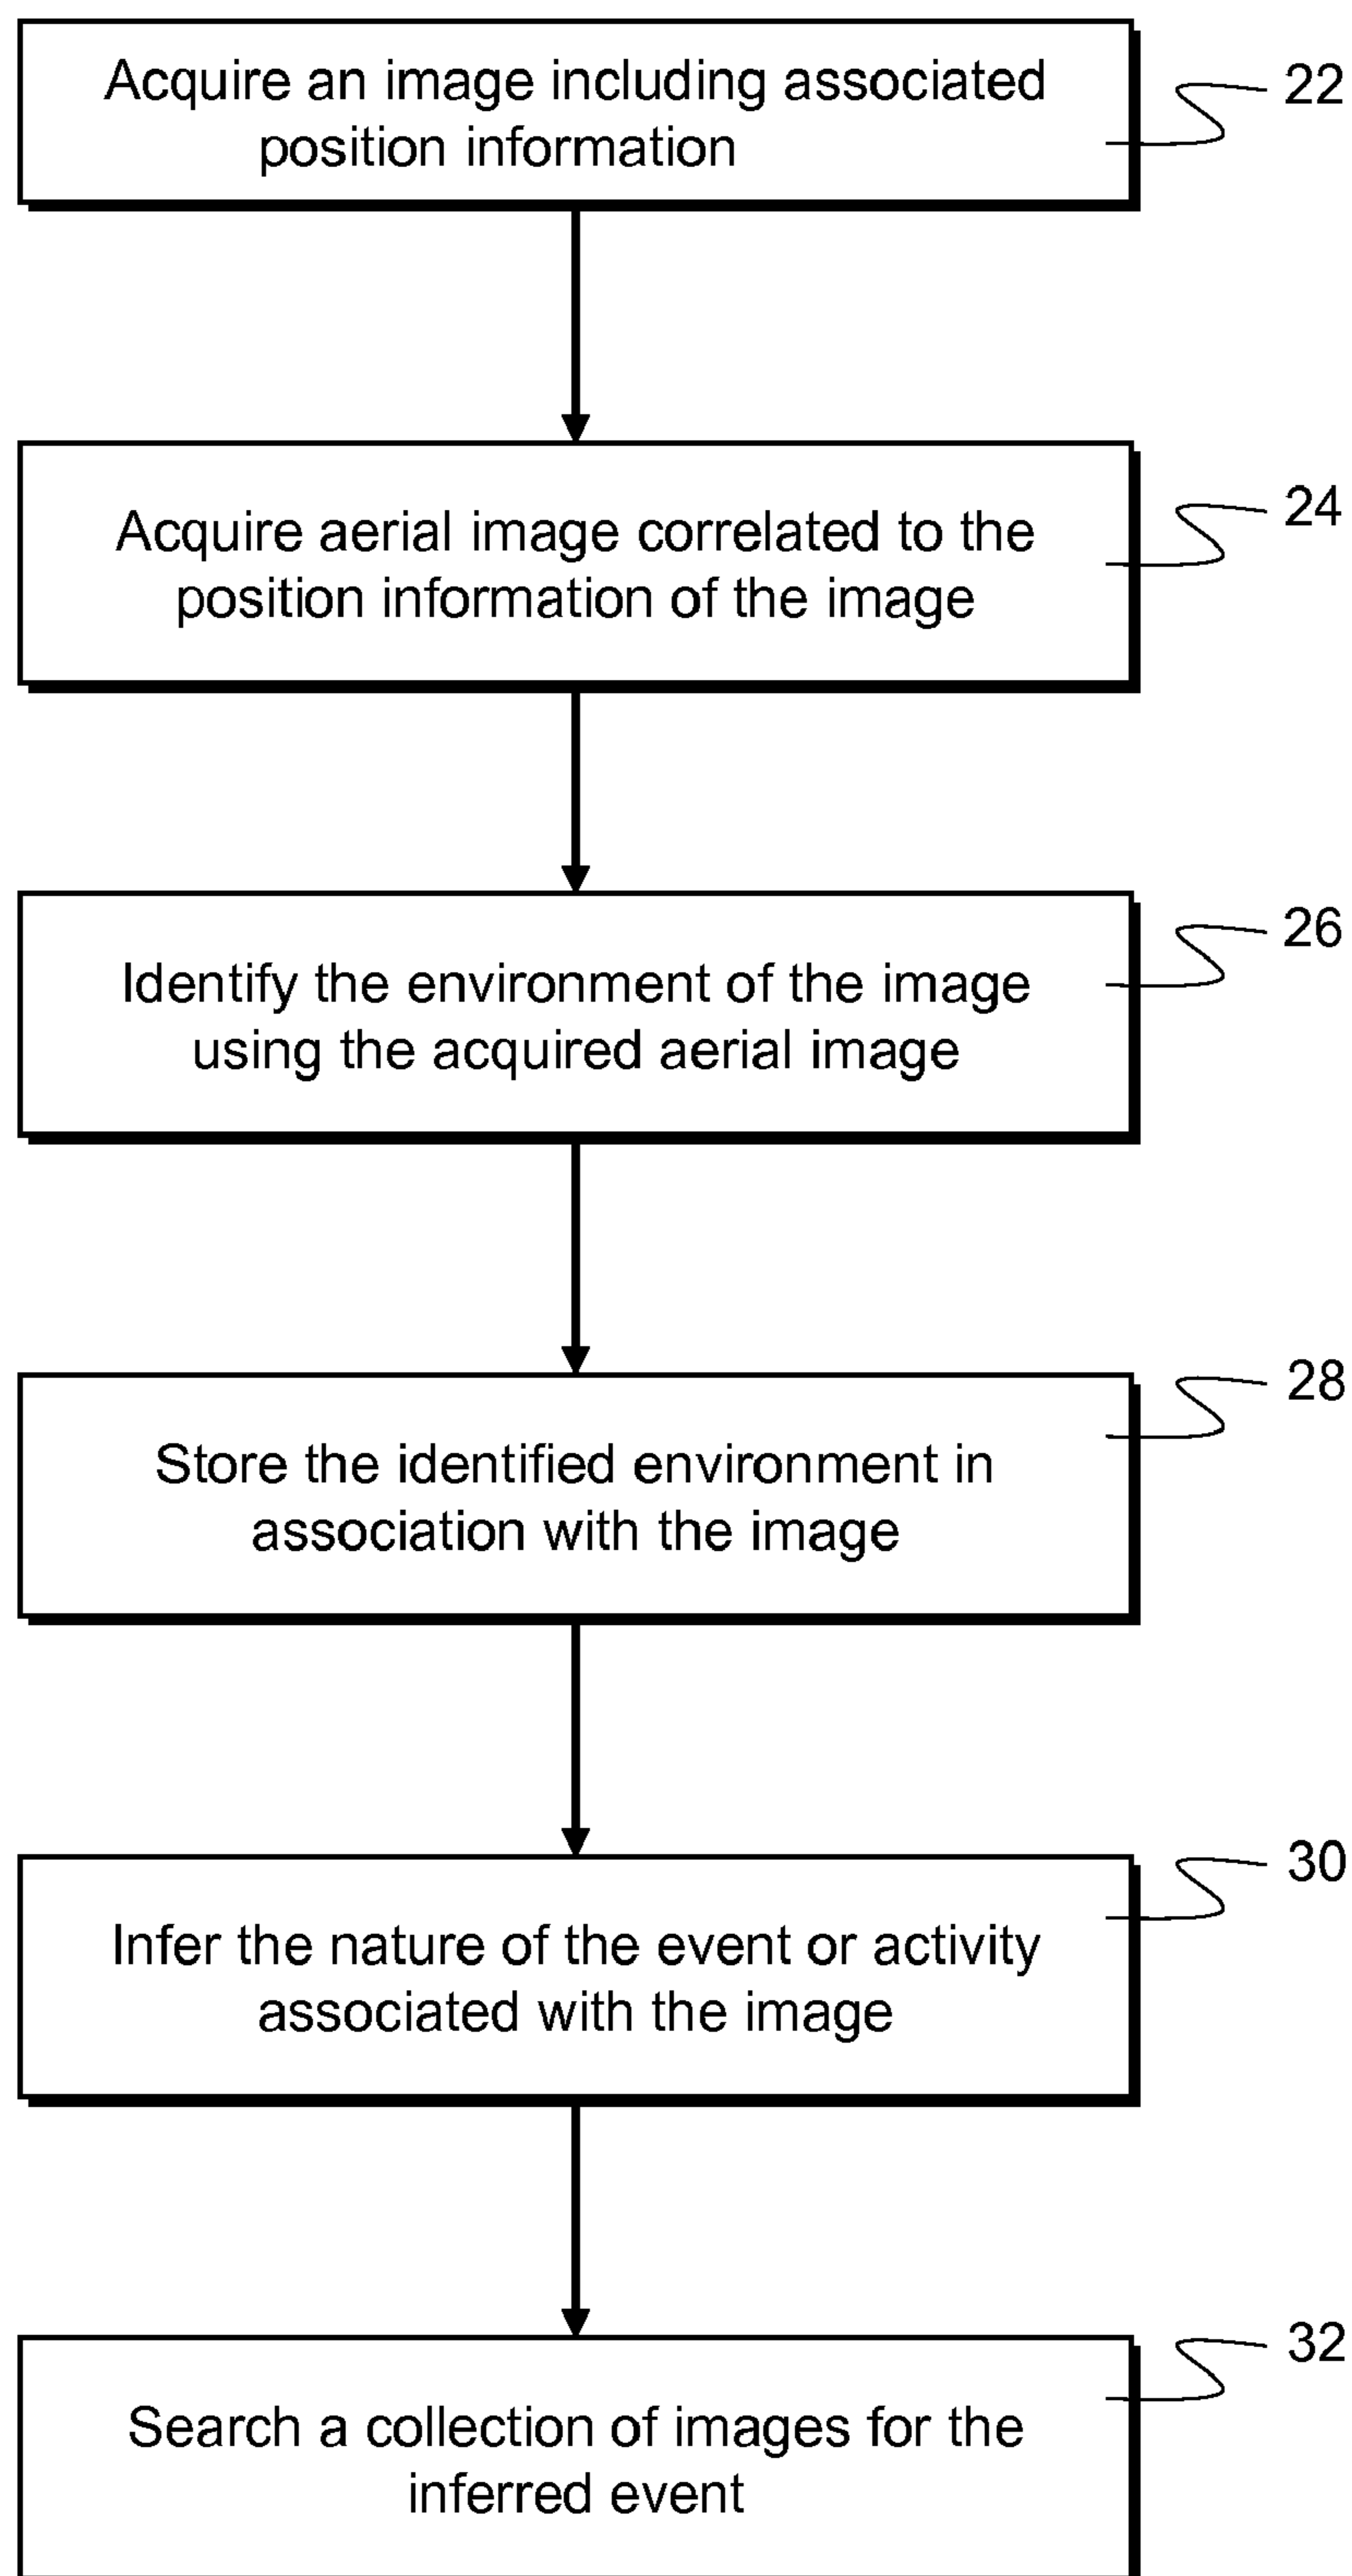 Acquire an image including associated
position information
22
Acquire aerial image correlated to the
position information of the image
24
Identify the environment of the image
using the acquired aerial image
26
Store the identified environment in
association with the image
28
Infer the nature of the event or activity
associated with the image
30
Search a collection of images for the
inferred event
32